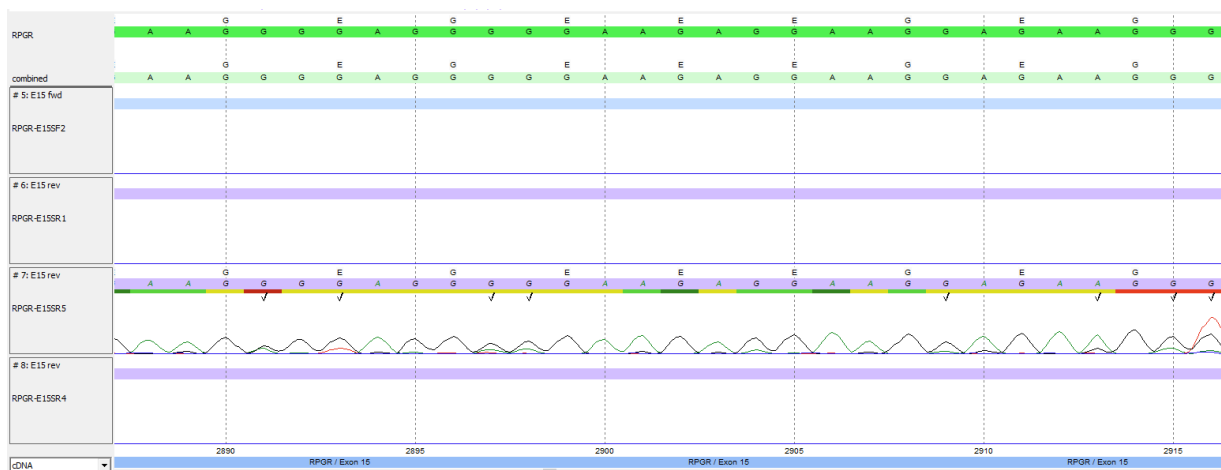 G E G E E E G E G
RPGR
A A G G G G A G G G G G A A G A G G A A G G A G A A G G G
G E G E E E G E G
combined
A A G G G G A G G G G G A A G A G G A A G G A G A A G G G
# 5: E15 fwd
RPGR-E15SF2
# 6: E15 rev
RPGR-E15SR1
# 7: E15 rev
G E G E E E G E G
A A G G G G A G G G G G A A G A G G A A G G A G A A G G G
RPGR-E15SR5
# 8: E15 rev
RPGR-E15SR4
2890 2895 2900 2905 2910 2915
cDNA
RPGR / Exon 15 RPGR / Exon 15 RPGR / Exon 15